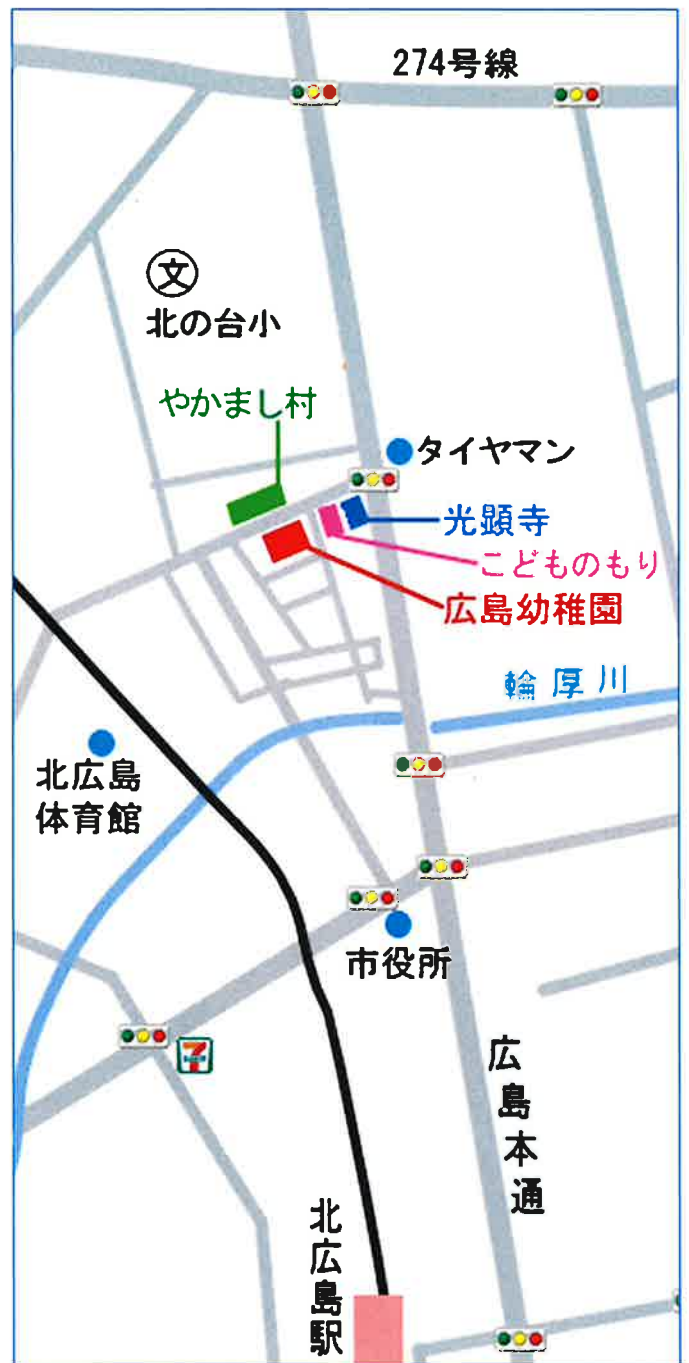 274号線
文
北の台小
やかまし村
タイヤマン
光顕寺
こどものもり
広島幼稚園
輪厚川
北広島
体育館
市役所
7
広島本通
北広島駅